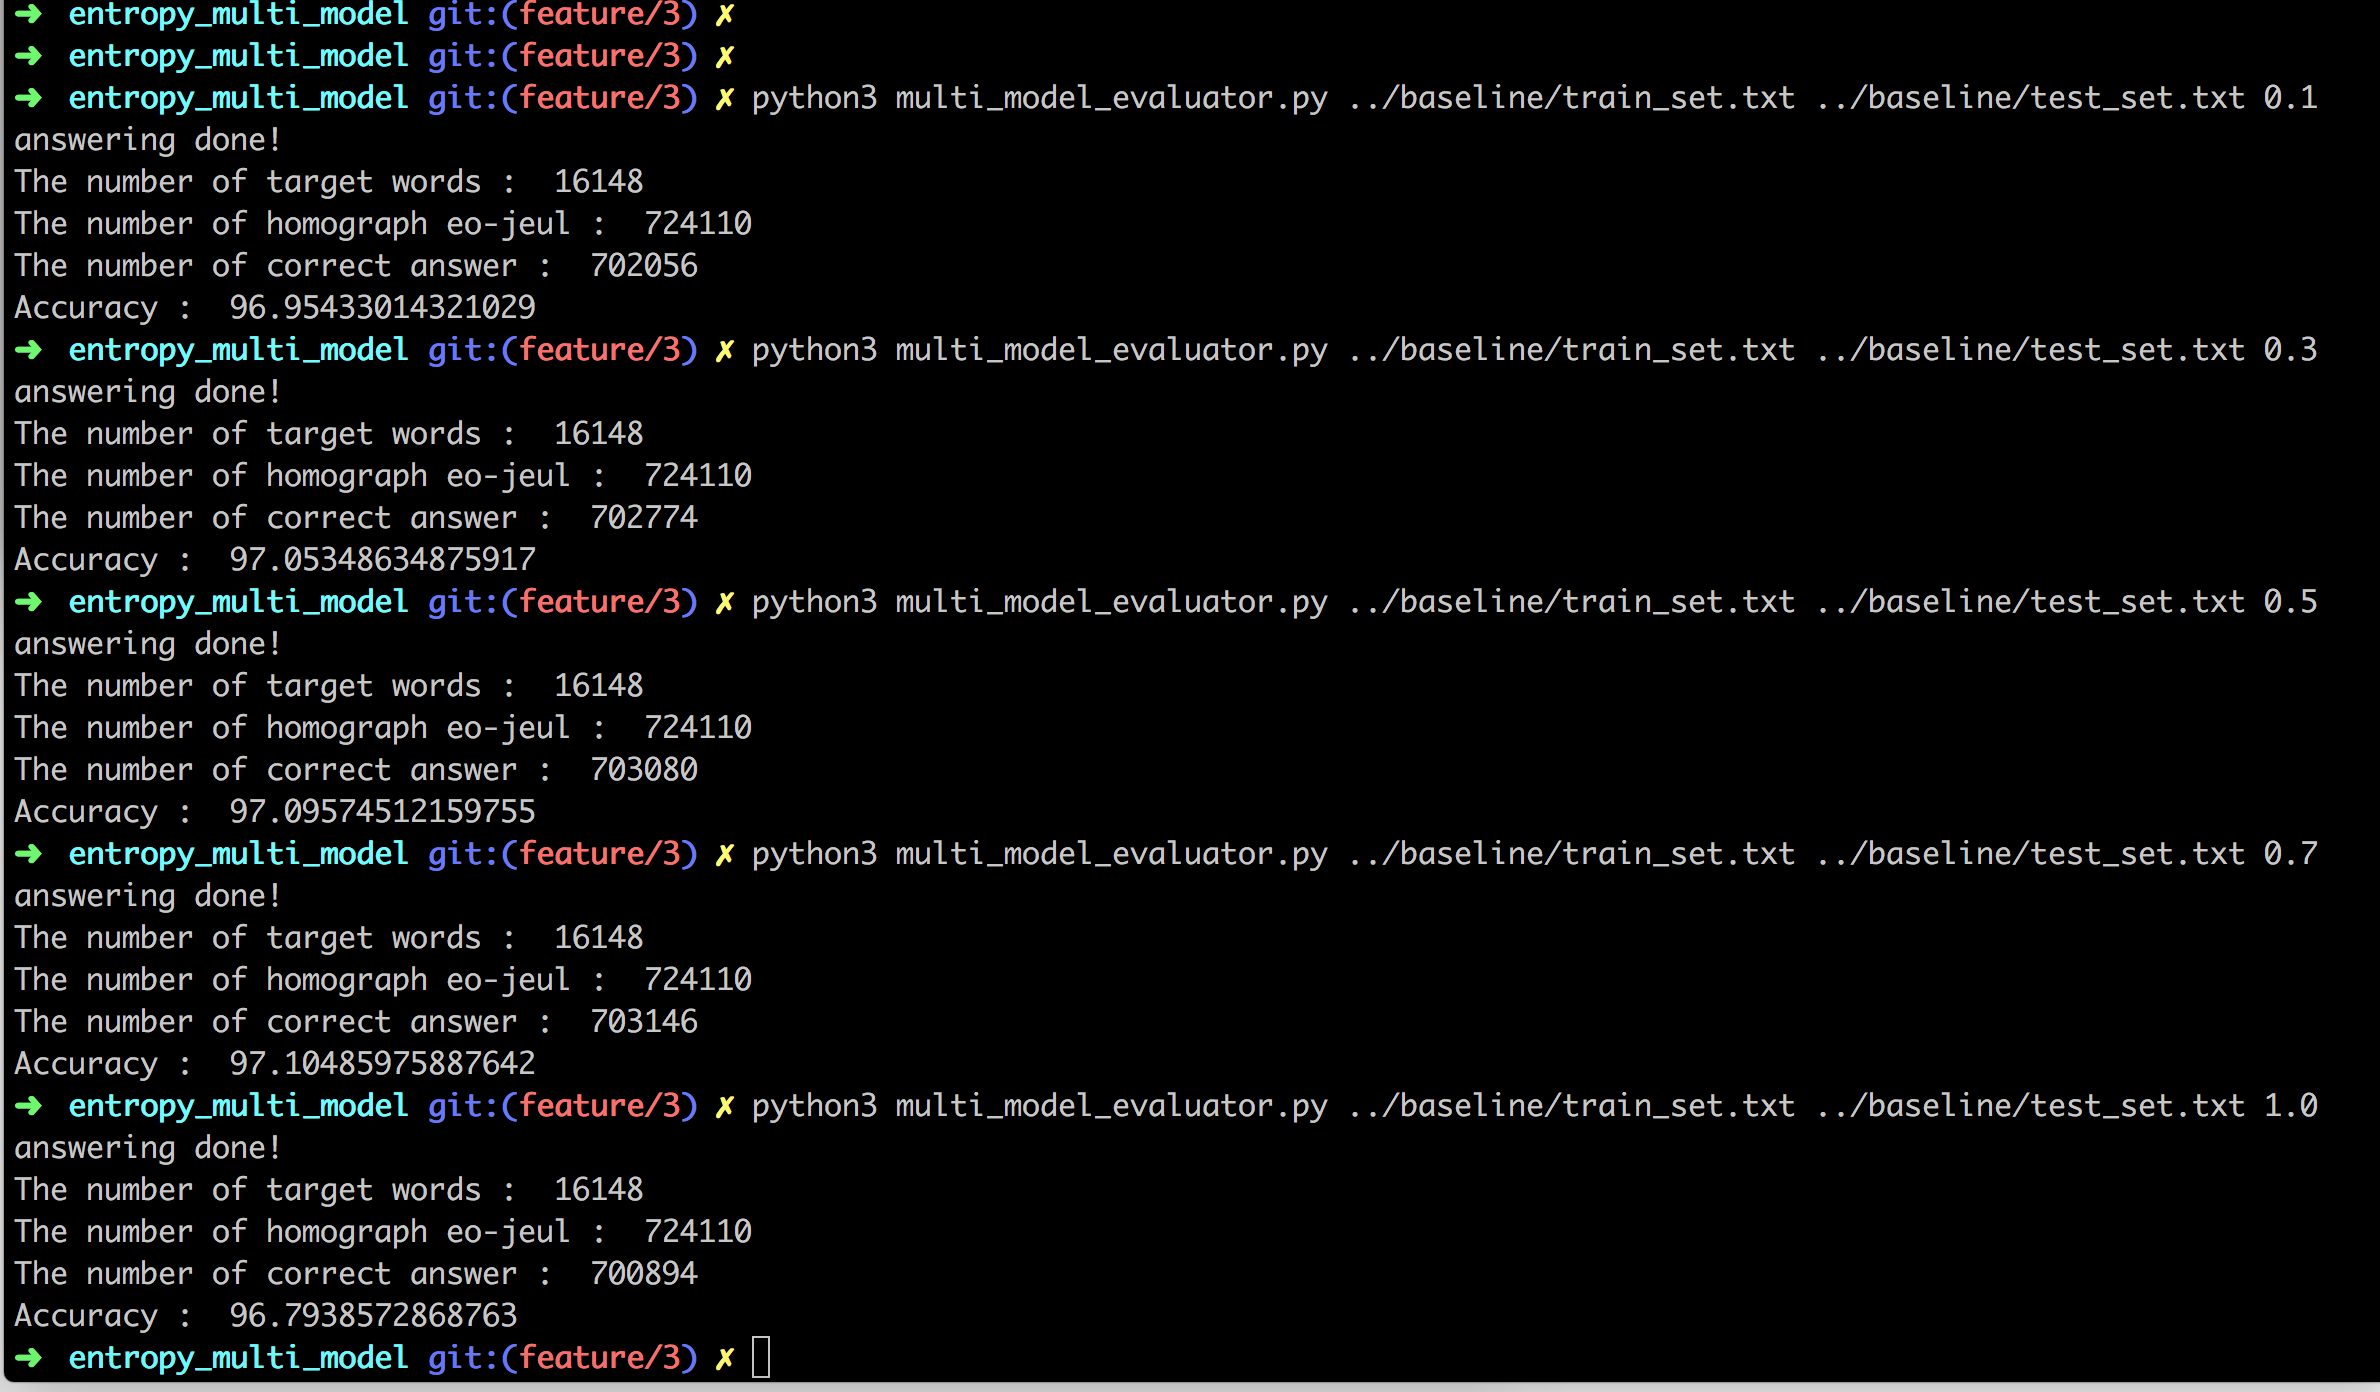 ➜  entropy_multi_model git:(feature/3) ✗
➜  entropy_multi_model git:(feature/3) ✗
➜  entropy_multi_model git:(feature/3) ✗ python3 multi_model_evaluator.py ../baseline/train_set.txt ../baseline/test_set.txt 0.1
answering done!
The number of target words :  16148
The number of homograph eo-jeul :  724110
The number of correct answer :  702056
Accuracy :  96.95433014321029
➜  entropy_multi_model git:(feature/3) ✗ python3 multi_model_evaluator.py ../baseline/train_set.txt ../baseline/test_set.txt 0.3
answering done!
The number of target words :  16148
The number of homograph eo-jeul :  724110
The number of correct answer :  702774
Accuracy :  97.05348634875917
➜  entropy_multi_model git:(feature/3) ✗ python3 multi_model_evaluator.py ../baseline/train_set.txt ../baseline/test_set.txt 0.5
answering done!
The number of target words :  16148
The number of homograph eo-jeul :  724110
The number of correct answer :  703080
Accuracy :  97.09574512159755
➜  entropy_multi_model git:(feature/3) ✗ python3 multi_model_evaluator.py ../baseline/train_set.txt ../baseline/test_set.txt 0.7
answering done!
The number of target words :  16148
The number of homograph eo-jeul :  724110
The number of correct answer :  703146
Accuracy :  97.10485975887642
➜  entropy_multi_model git:(feature/3) ✗ python3 multi_model_evaluator.py ../baseline/train_set.txt ../baseline/test_set.txt 1.0
answering done!
The number of target words :  16148
The number of homograph eo-jeul :  724110
The number of correct answer :  700894
Accuracy :  96.7938572868763
➜  entropy_multi_model git:(feature/3) ✗